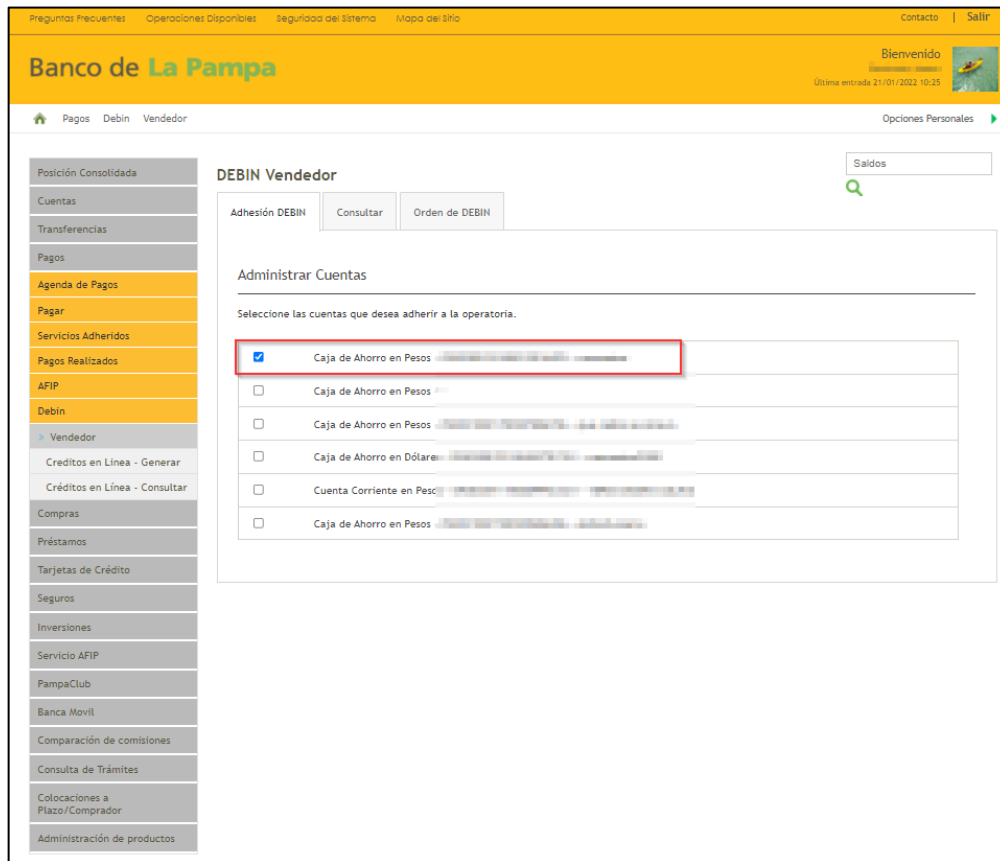 Preguntas Frecuentes Operaciones Disponibles Seguridad del Sistema Mapa del Sitio Contacto | Salir
Banco de La Pampa
Bienvenido
Última entrada 21/01/2022 10:25
Pagos Debin Vendedor Opciones Personales
Saldos
DEBIN Vendedor
Adhesión DEBIN Consultar Orden de DEBIN
Administrar Cuentas
Seleccione las cuentas que desea adherir a la operatoria.
Caja de Ahorro en Pesos
Caja de Ahorro en Pesos
Caja de Ahorro en Pesos
Caja de Ahorro en Dólares
Cuenta Corriente en Peso
Caja de Ahorro en Pesos
Posición Consolidada
Cuentas
Transferencias
Pagos
Agenda de Pagos
Pagar
Servicios Adheridos
Pagos Realizados
AFIP
Debin
> Vendedor
Creditos en Linea - Generar
Créditos en Línea - Consultar
Compras
Préstamos
Tarjetas de Crédito
Seguros
Inversiones
Servicio AFIP
PampaClub
Banca Movil
Comparación de comisiones
Consulta de Trámites
Colocaciones a
Plazo/Comprador
Administración de productos